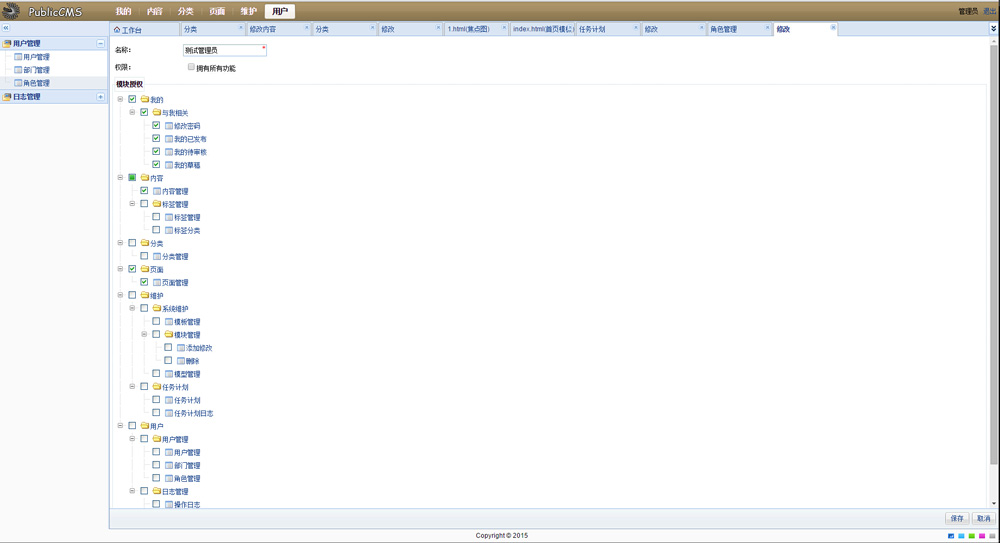 PublicCMS 我的 内容 分类 页面 维护 用户 管理员 退出
工作台 分类 修改内容 分类 修改 1.html(焦点图) index.html(首页模板) 任务计划 修改 角色管理 修改
用户管理
用户管理
部门管理
角色管理
日志管理
名称: 测试管理员 *
权限: 拥有所有功能
模块授权
我的
与我相关
修改密码
我的已发布
我的待审核
我的草稿
内容
内容管理
标签管理
标签管理
标签分类
分类
分类管理
页面
页面管理
维护
系统维护
模板管理
模块管理
添加修改
删除
模型管理
任务计划
任务计划
任务计划日志
用户
用户管理
用户管理
部门管理
角色管理
日志管理
操作日志
保存 取消
Copyright © 2015